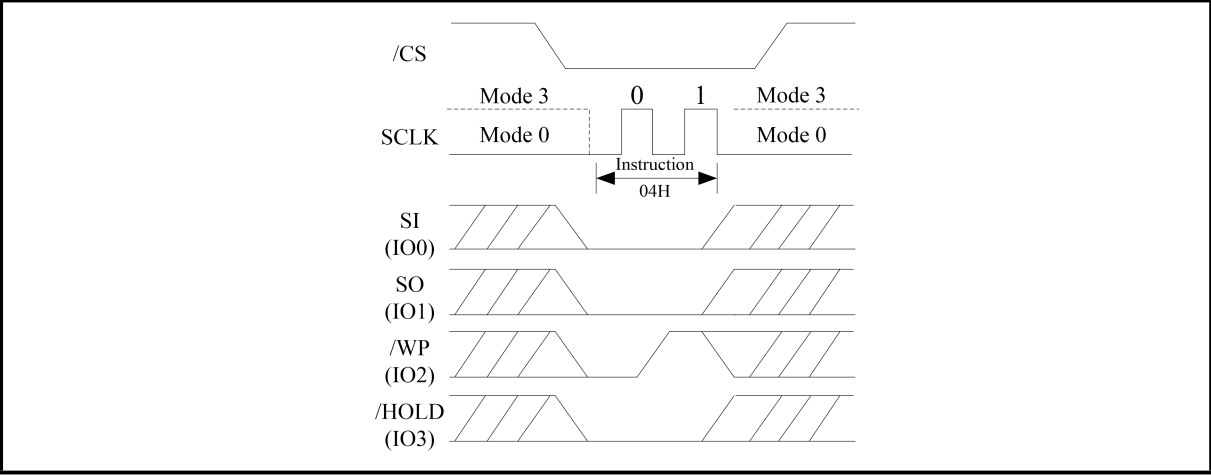 /CS
Mode 3 0 1 Mode 3
SCLK Mode 0 Mode 0
Instruction
04H
SI
(IO0)
SO
(IO1)
/WP
(IO2)
/HOLD
(IO3)